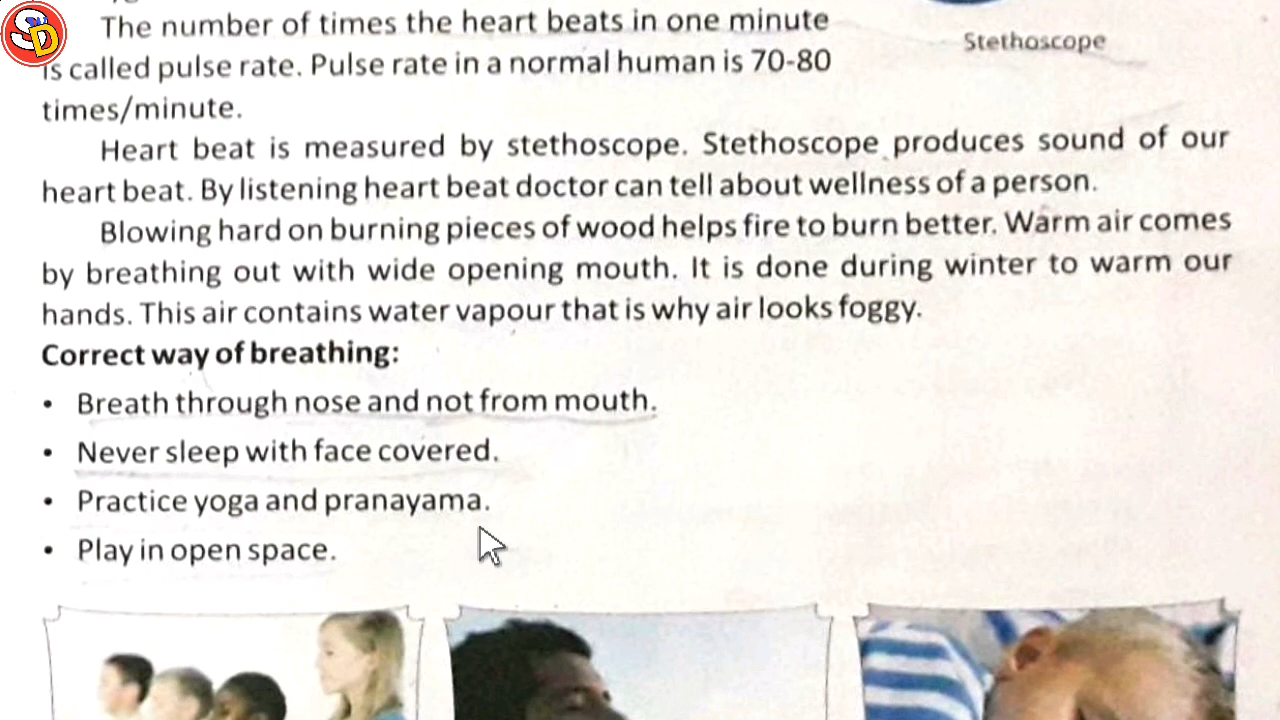 SD
The number of times the heart beats in one minute
Stethoscope
is called pulse rate. Pulse rate in a normal human is 70-80
times/minute.
Heart beat is measured by stethoscope. Stethoscope produces sound of our
heart beat. By listening heart beat doctor can tell about wellness of a person.
Blowing hard on burning pieces of wood helps fire to burn better. Warm air comes
by breathing out with wide opening mouth. It is done during winter to warm our
hands. This air contains water vapour that is why air looks foggy.
Correct way of breathing:
• Breath through nose and not from mouth.
• Never sleep with face covered.
• Practice yoga and pranayama.
• Play in open space.